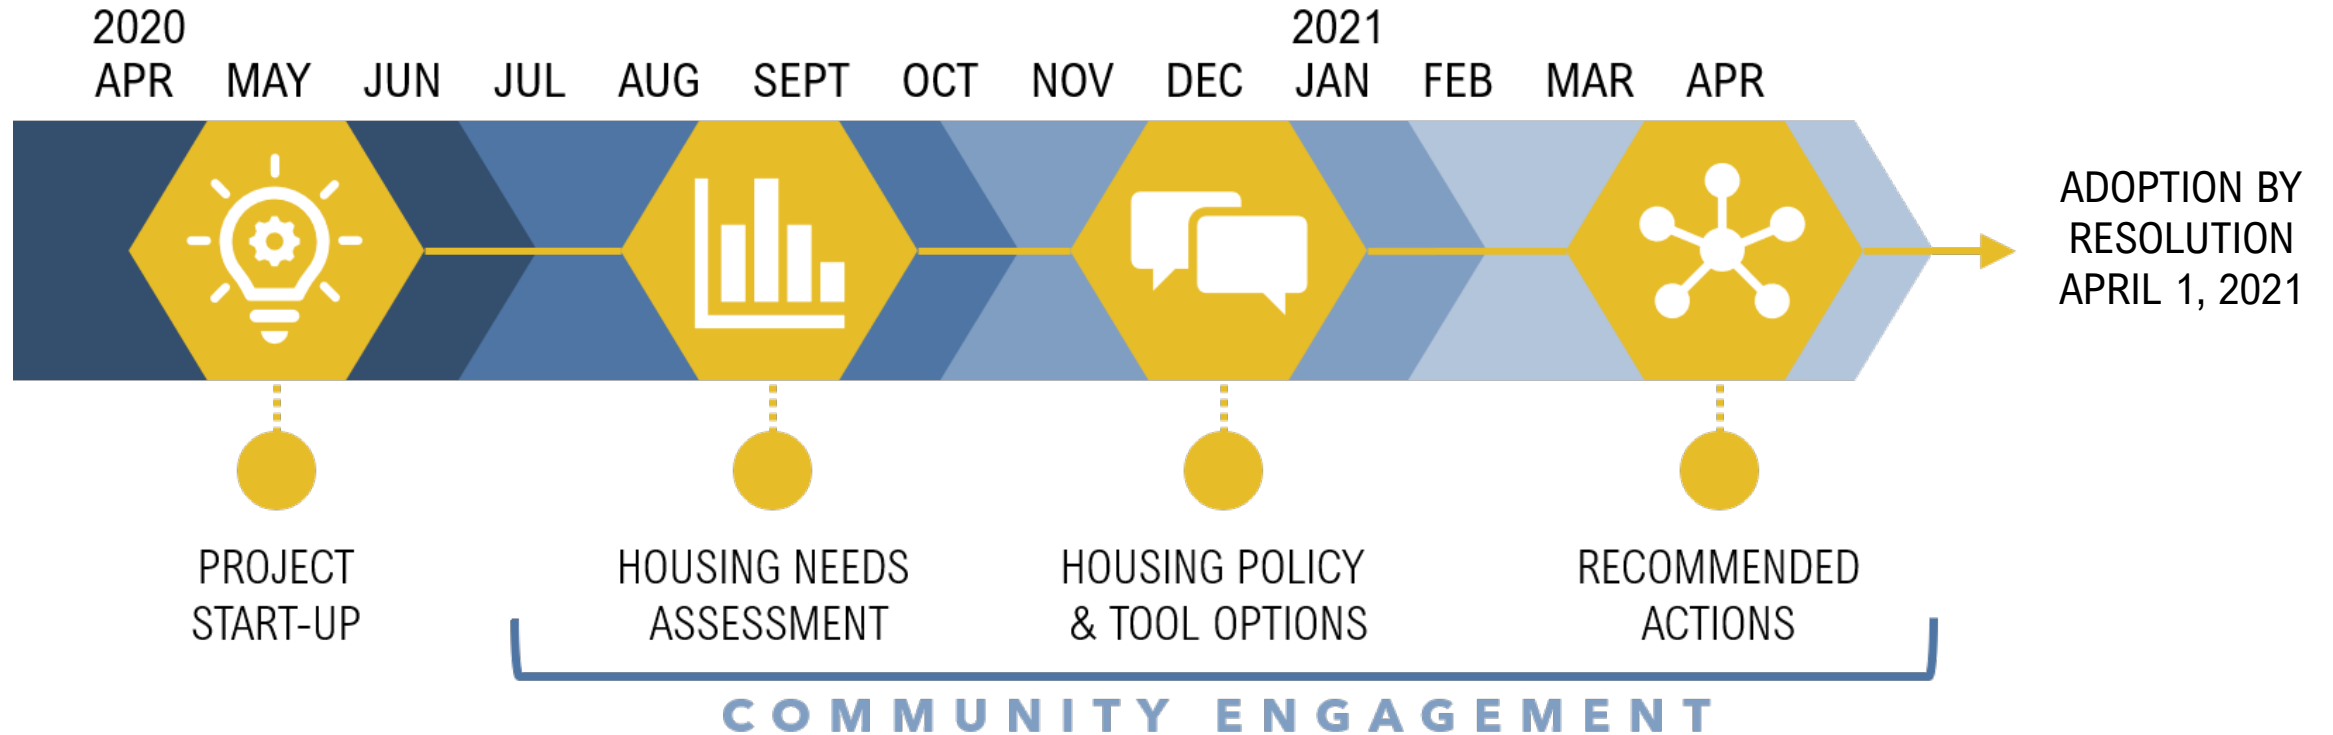 2020
2021
APR MAY JUN JUL AUG SEPT OCT NOV DEC JAN FEB MAR APR
ADOPTION BY
RESOLUTION
APRIL 1, 2021
PROJECT
START-UP
HOUSING NEEDS
ASSESSMENT
HOUSING POLICY
& TOOL OPTIONS
RECOMMENDED
ACTIONS
COMMUNITY ENGAGEMENT